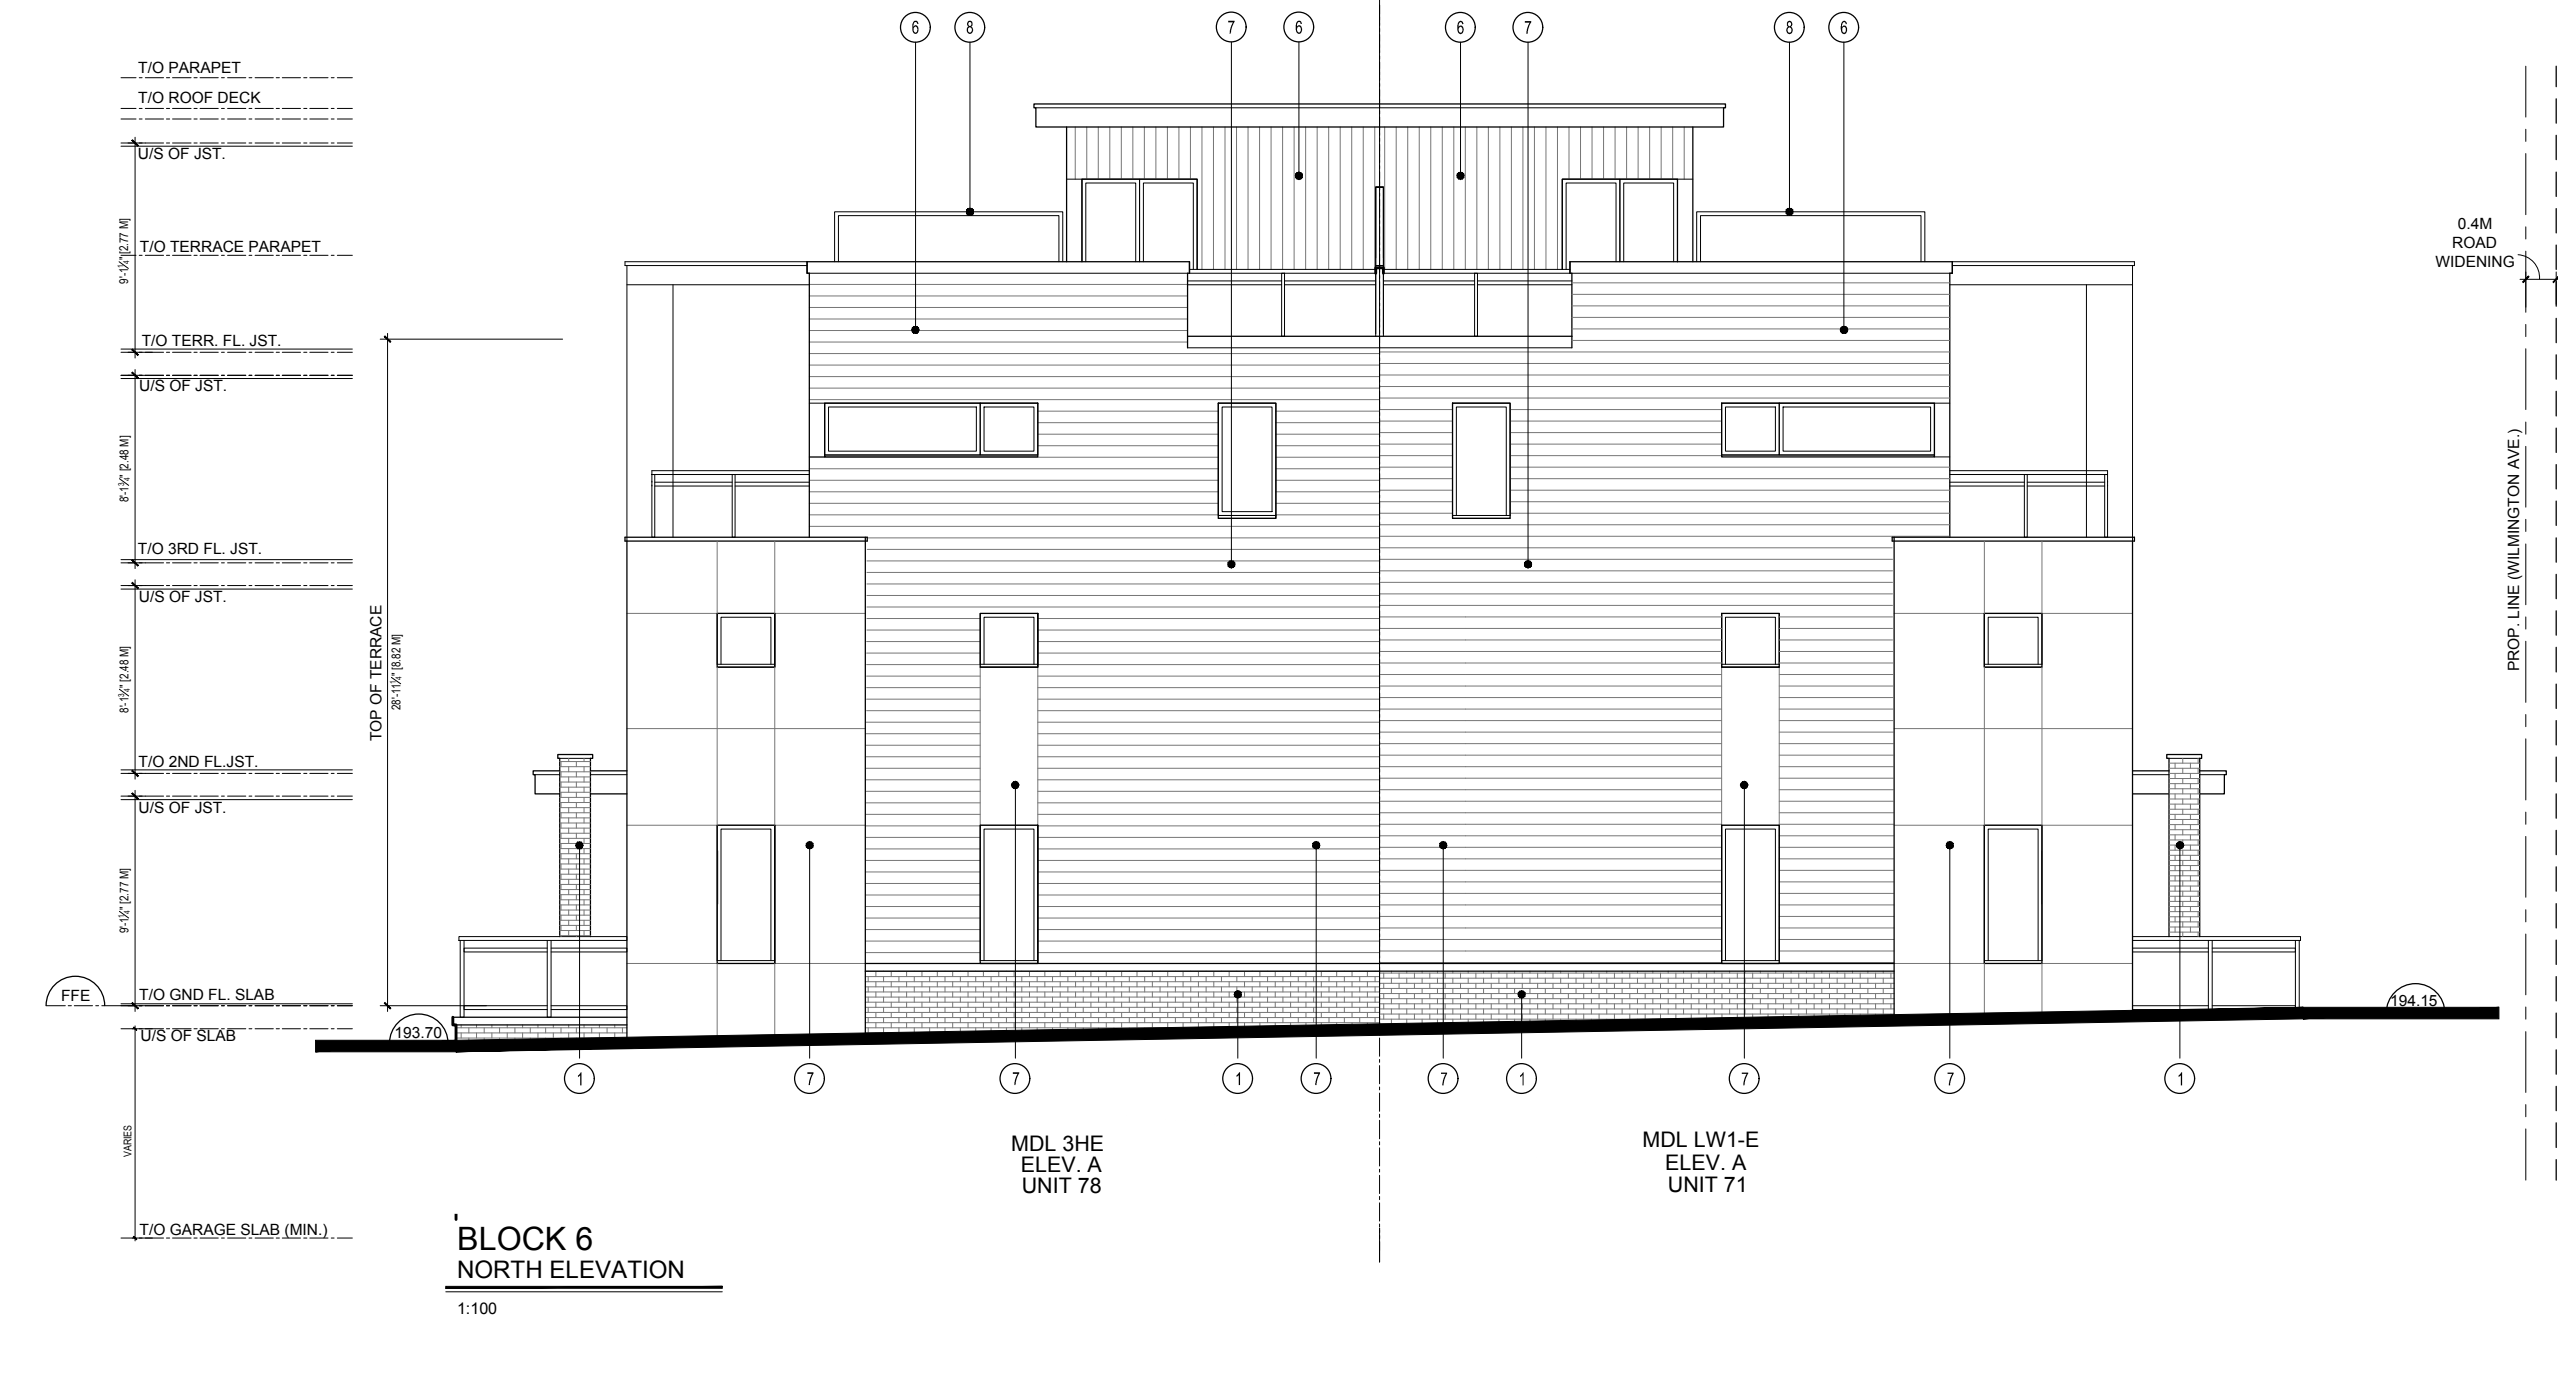 6 8 7 6 6 7 8 6
T/O PARAPET
T/O ROOF DECK
U/S OF JST.
9'-1¼" [2.77 M]
T/O TERRACE PARAPET
T/O TERR. FL. JST.
U/S OF JST.
8'-1¾" [2.48 M]
T/O 3RD FL. JST.
U/S OF JST.
8'-1¾" [2.48 M]
T/O 2ND FL.JST.
U/S OF JST.
9'-1¼" [2.77 M]
FFE
T/O GND FL. SLAB
U/S OF SLAB
VARIES
T/O GARAGE SLAB (MIN.)
TOP OF TERRACE
28'-11¼" [8.82 M]
0.4M
ROAD
WIDENING
PROP. LINE (WILMINGTON AVE.)
193.70
194.15
1 7 7 1 7 7 1 7 7 1
MDL 3HE
ELEV. A
UNIT 78
MDL LW1-E
ELEV. A
UNIT 71
BLOCK 6
NORTH ELEVATION
1:100